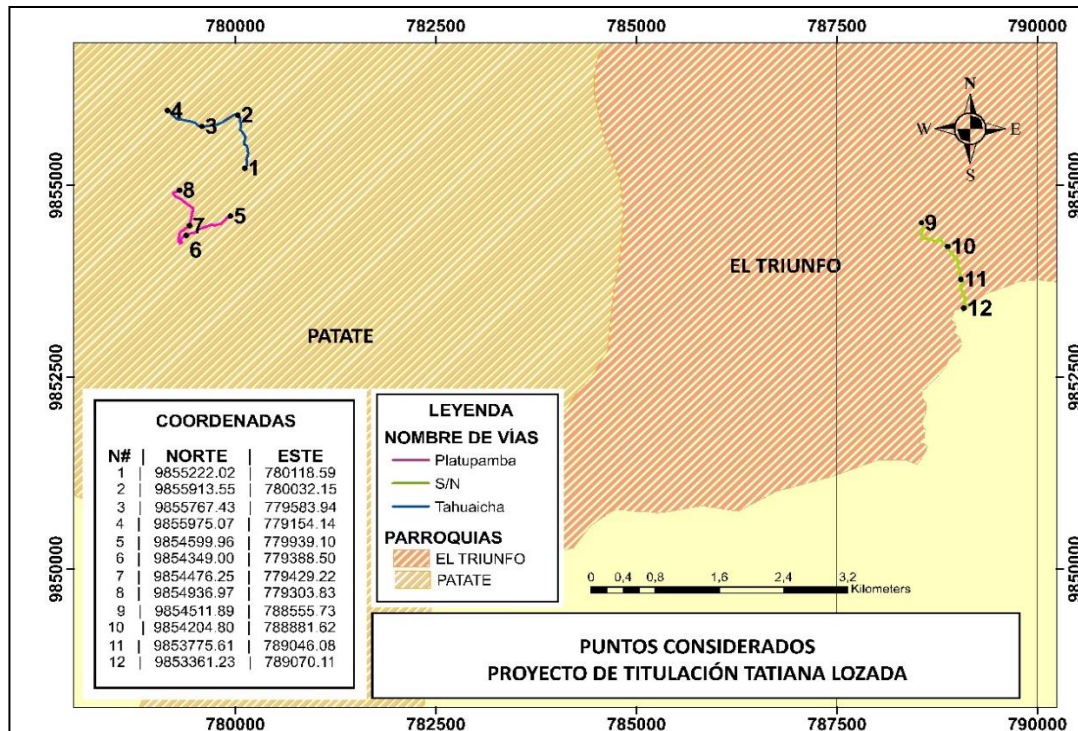 780000 782500 785000 787500 790000
N
W E
S
4
3
2
1
8
5
7
6
9855000 9855000
9
10
11
12
EL TRIUNFO
PATATE
9852500 9852500
COORDENADAS
N# | NORTE | ESTE
1 | 9855222.02 | 780118.59
2 | 9855913.55 | 780032.15
3 | 9855767.43 | 779583.94
4 | 9855975.07 | 779154.14
5 | 9854599.96 | 779939.10
6 | 9854349.00 | 779388.50
7 | 9854476.25 | 779429.22
8 | 9854936.97 | 779303.83
9 | 9854511.89 | 788555.73
10 | 9854204.80 | 788881.62
11 | 9853775.61 | 789046.08
12 | 9853361.23 | 789070.11
LEYENDA
NOMBRE DE VÍAS
Platupamba
S/N
Tahuaicha
PARROQUIAS
EL TRIUNFO
PATATE
9850000 9850000
0 0,4 0,8 1,6 2,4 3,2
Kilometers
PUNTOS CONSIDERADOS
PROYECTO DE TITULACIÓN TATIANA LOZADA
780000 782500 785000 787500 790000